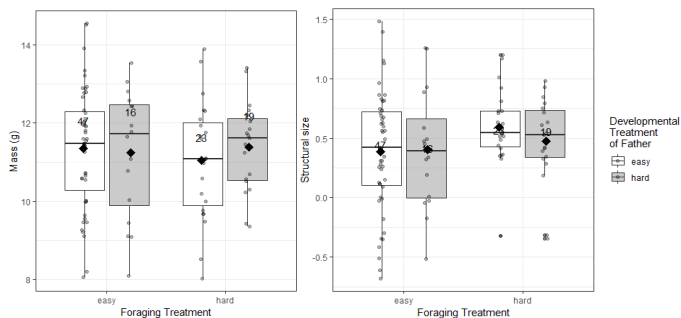 Mass (g)
14
12
10
8
47
16
23
19
easy
hard
Foraging Treatment
Structural size
1.5
1.0
0.5
0.0
-0.5
47
19
easy
hard
Foraging Treatment
Developmental
Treatment
of Father
easy
hard